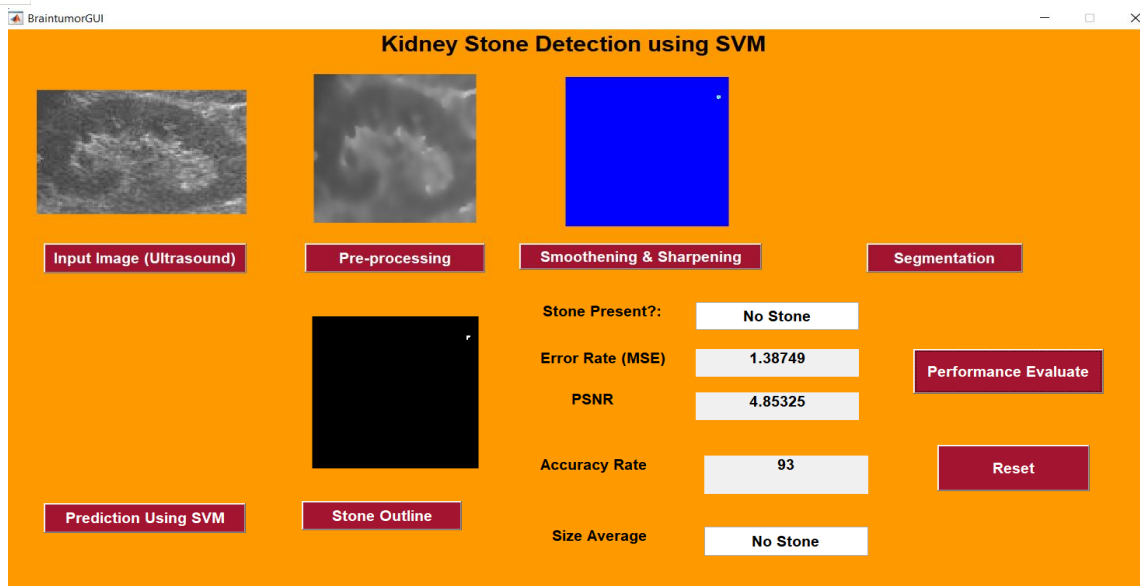 BraintumorGUI
Kidney Stone Detection using SVM
Input Image (Ultrasound)
Pre-processing
Smoothening & Sharpening
Segmentation
Stone Present?:
No Stone
Error Rate (MSE)
1.38749
Performance Evaluate
PSNR
4.85325
Accuracy Rate
93
Reset
Prediction Using SVM
Stone Outline
Size Average
No Stone